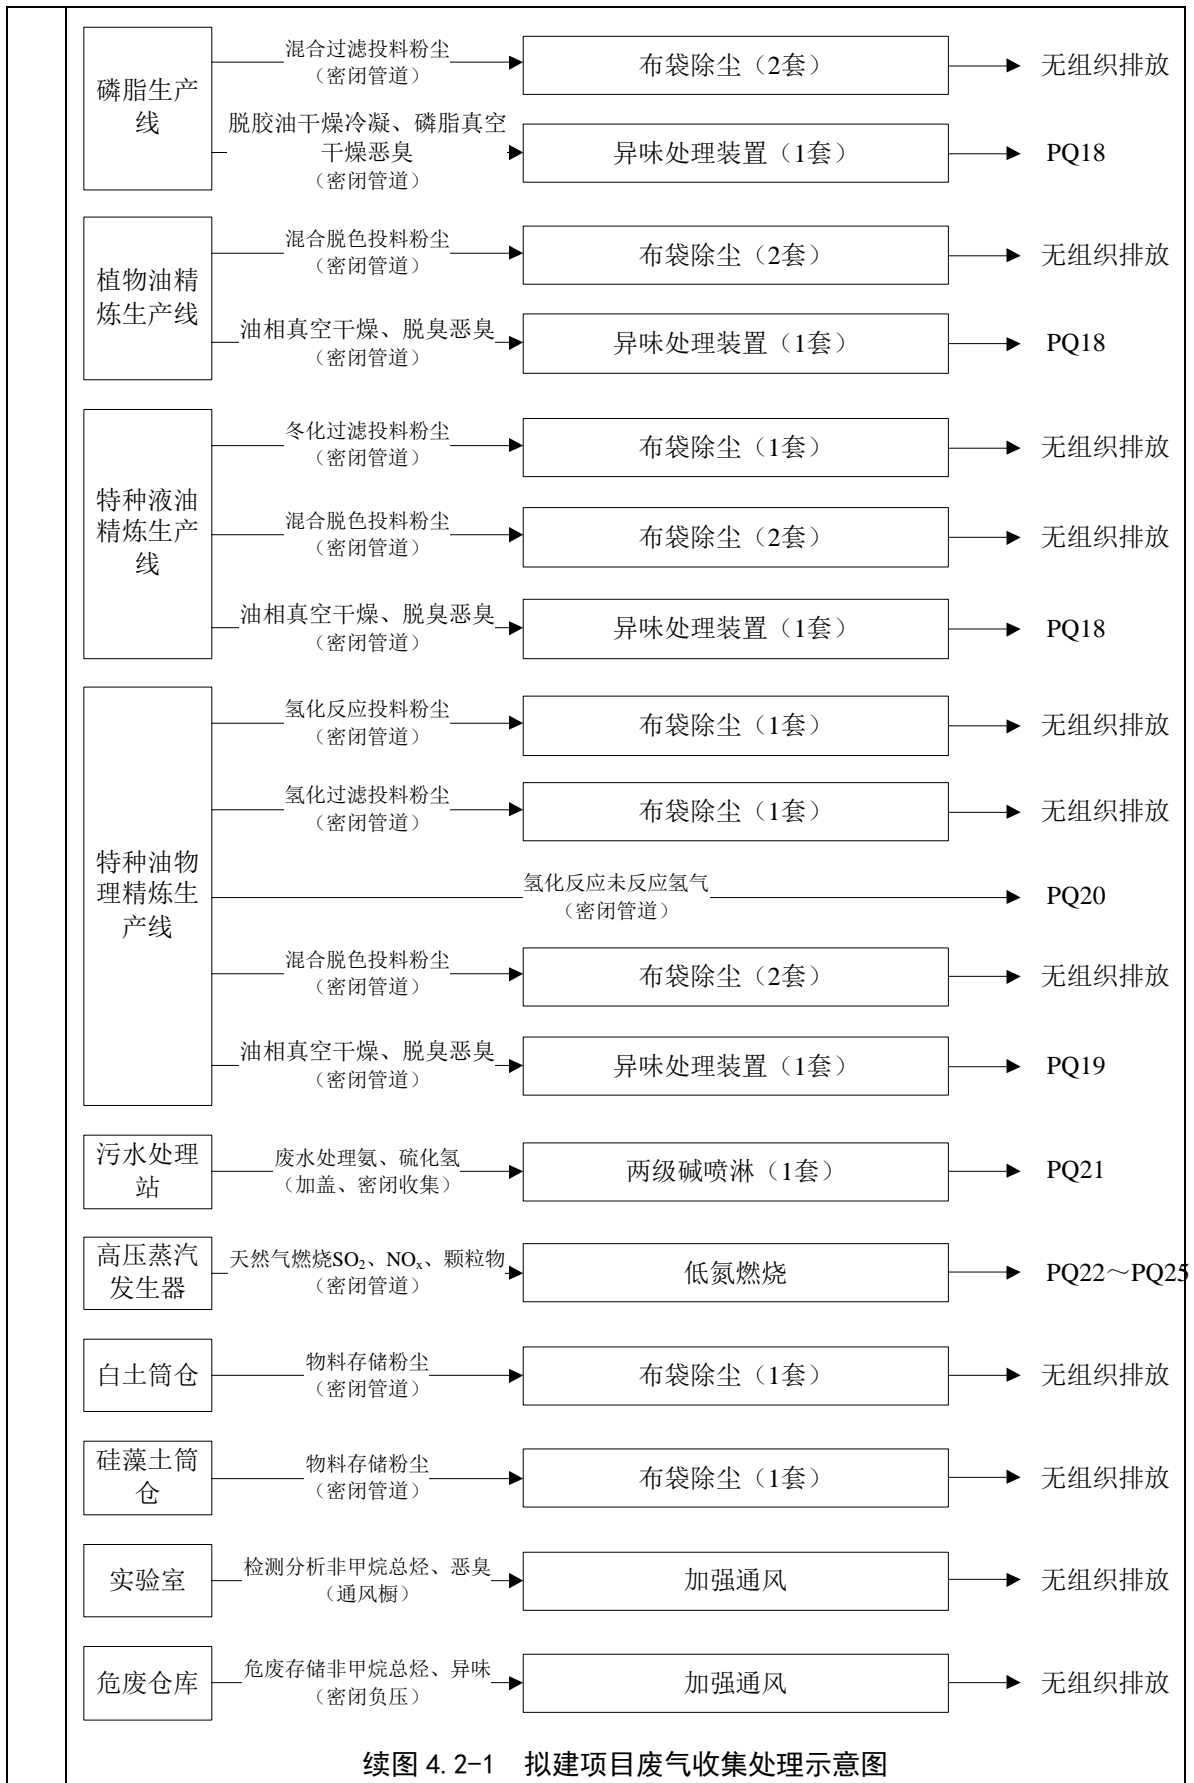 磷脂生产
线
混合过滤投料粉尘
（密闭管道）
布袋除尘（2套）
无组织排放
脱胶油干燥冷凝、磷脂真空
干燥恶臭
（密闭管道）
异味处理装置（1套）
PQ18
植物油精
炼生产线
混合脱色投料粉尘
（密闭管道）
布袋除尘（2套）
无组织排放
油相真空干燥、脱臭恶臭
（密闭管道）
异味处理装置（1套）
PQ18
特种液油
精炼生产
线
冬化过滤投料粉尘
（密闭管道）
布袋除尘（1套）
无组织排放
混合脱色投料粉尘
（密闭管道）
布袋除尘（2套）
无组织排放
油相真空干燥、脱臭恶臭
（密闭管道）
异味处理装置（1套）
PQ18
特种油物
理精炼生
产线
氢化反应投料粉尘
（密闭管道）
布袋除尘（1套）
无组织排放
氢化过滤投料粉尘
（密闭管道）
布袋除尘（1套）
无组织排放
氢化反应未反应氢气
（密闭管道）
PQ20
混合脱色投料粉尘
（密闭管道）
布袋除尘（2套）
无组织排放
油相真空干燥、脱臭恶臭
（密闭管道）
异味处理装置（1套）
PQ19
污水处理
站
废水处理氨、硫化氢
（加盖、密闭收集）
两级碱喷淋（1套）
PQ21
高压蒸汽
发生器
天然气燃烧SO₂、NOₓ、颗粒物
（密闭管道）
低氮燃烧
PQ22～PQ25
白土筒仓
物料存储粉尘
（密闭管道）
布袋除尘（1套）
无组织排放
硅藻土筒
仓
物料存储粉尘
（密闭管道）
布袋除尘（1套）
无组织排放
实验室
检测分析非甲烷总烃、恶臭
（通风橱）
加强通风
无组织排放
危废仓库
危废存储非甲烷总烃、异味
（密闭负压）
加强通风
无组织排放
续图 4.2-1 拟建项目废气收集处理示意图